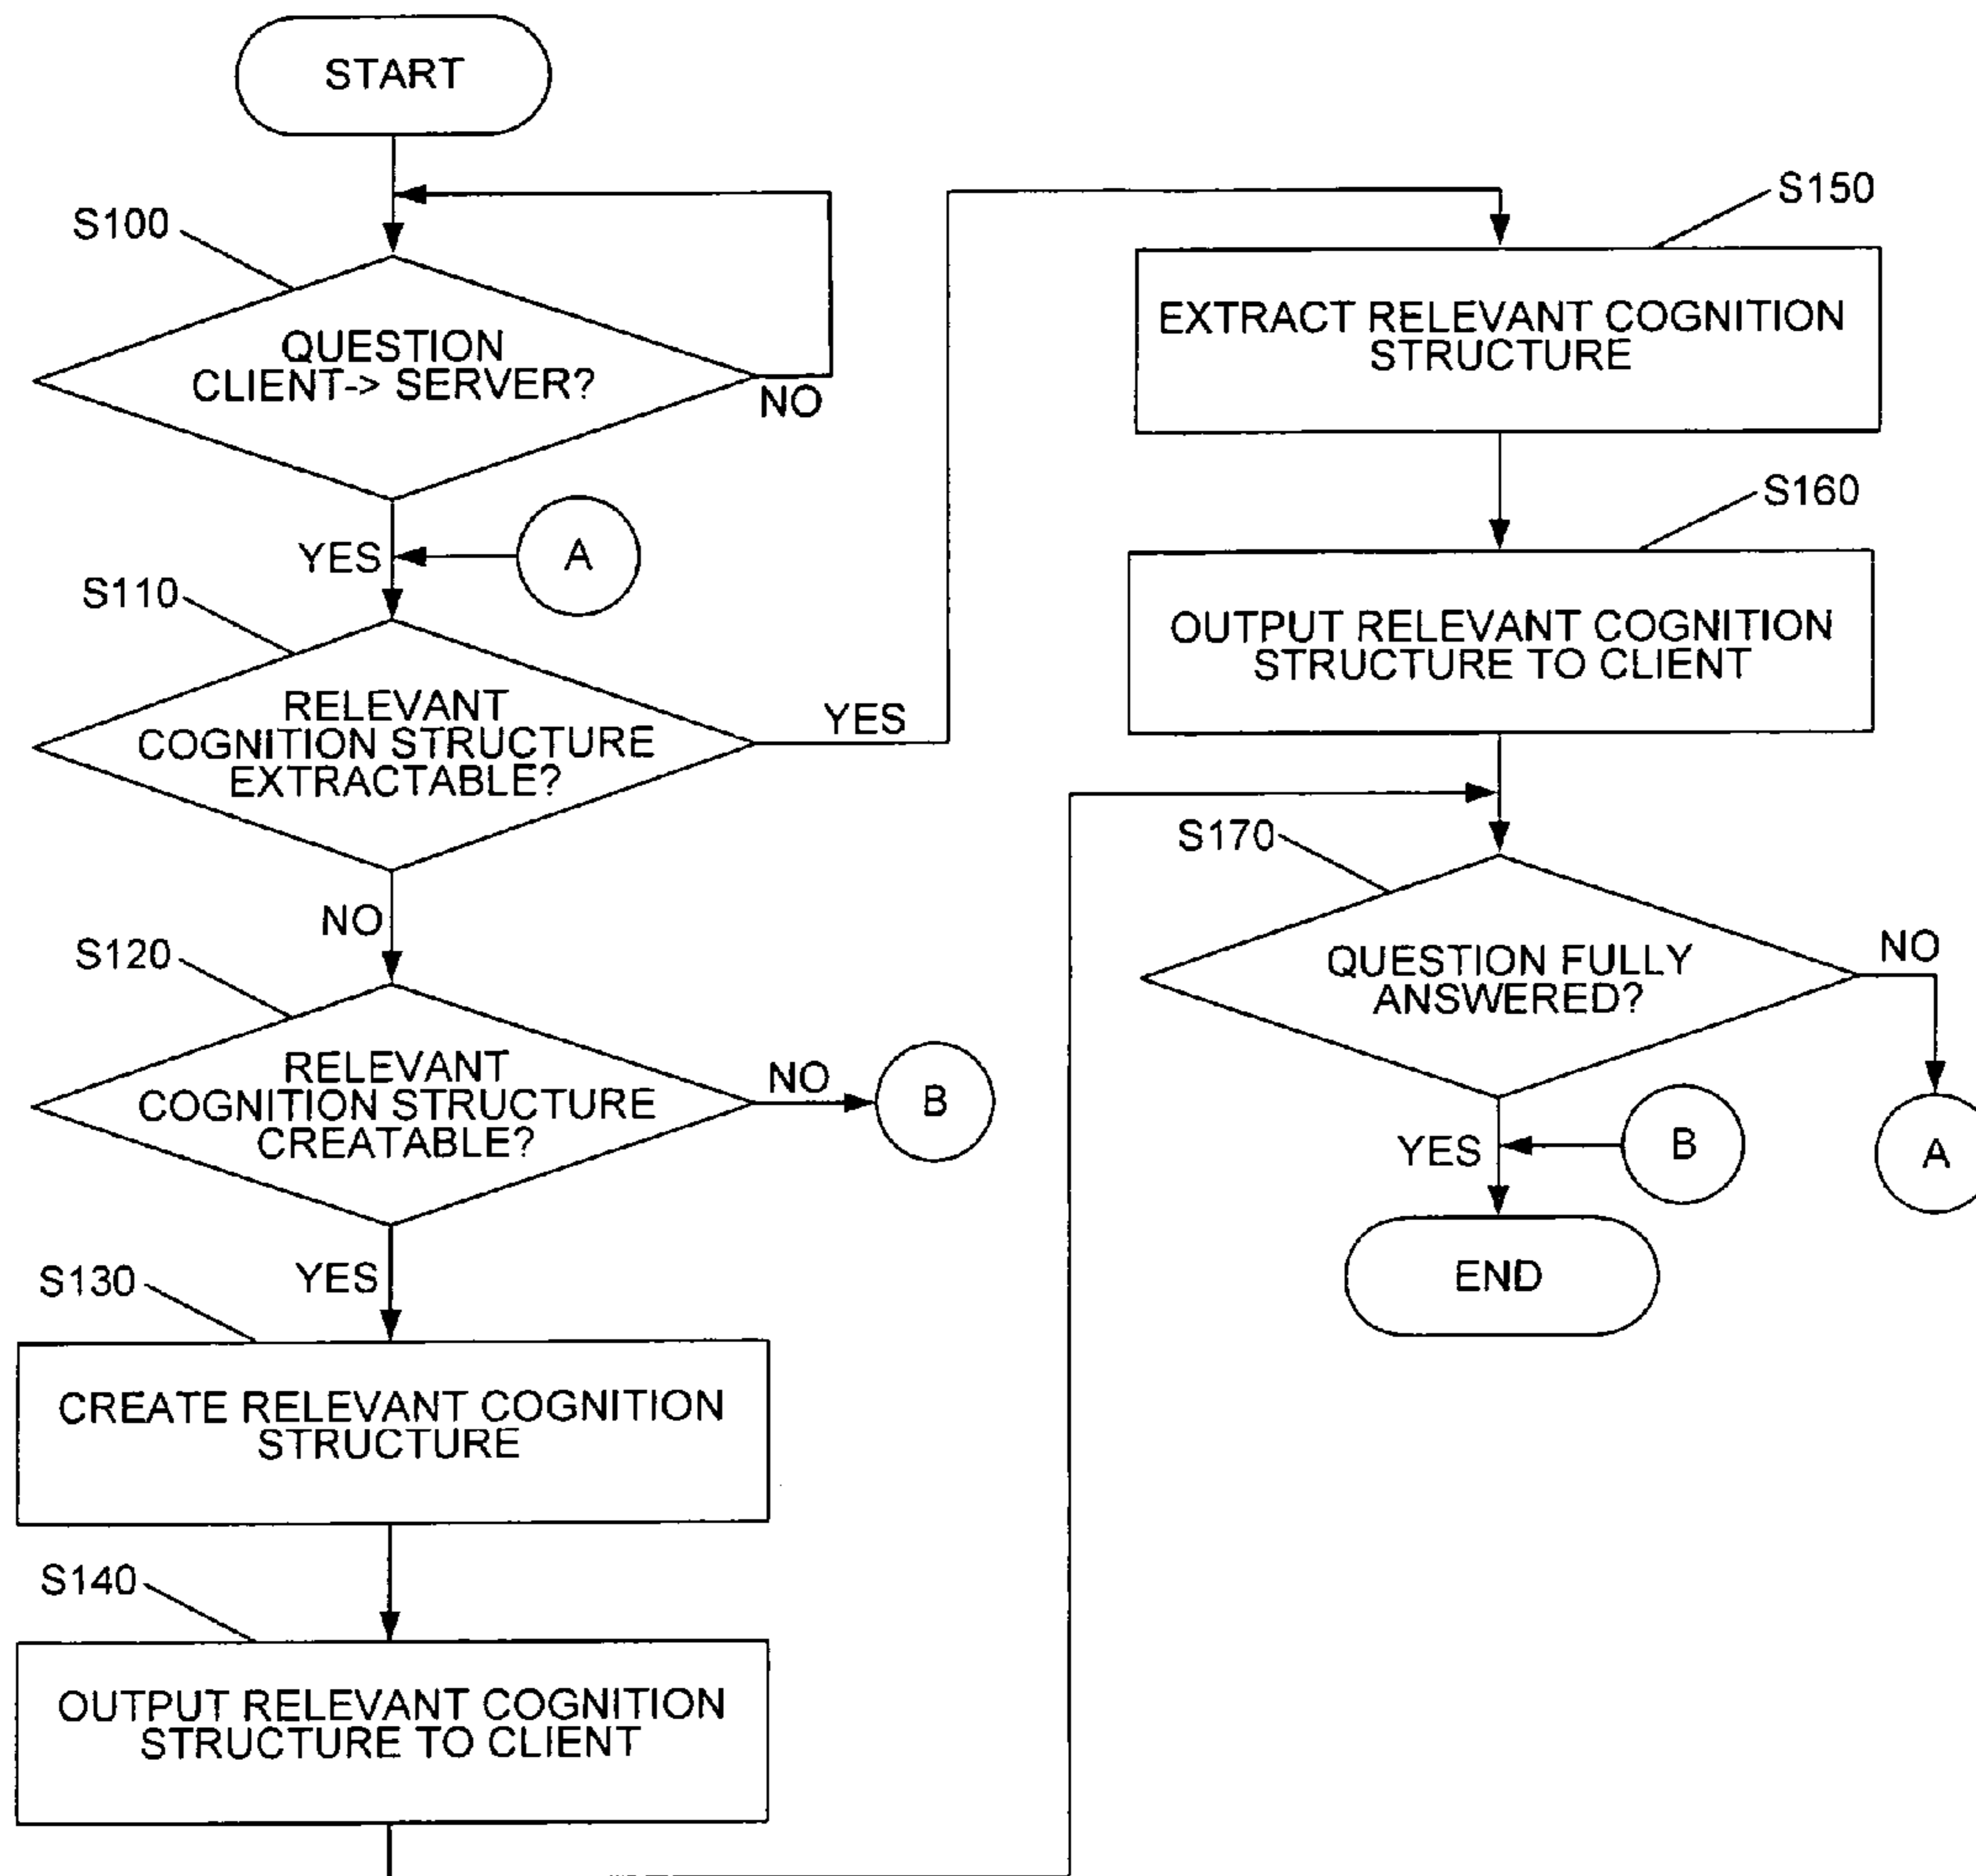 START
S100
QUESTION
CLIENT-> SERVER?
NO
YES
A
S110
RELEVANT
COGNITION STRUCTURE
EXTRACTABLE?
YES
NO
S120
RELEVANT
COGNITION STRUCTURE
CREATABLE?
NO
B
YES
S130
CREATE RELEVANT COGNITION
STRUCTURE
S140
OUTPUT RELEVANT COGNITION
STRUCTURE TO CLIENT
S150
EXTRACT RELEVANT COGNITION
STRUCTURE
S160
OUTPUT RELEVANT COGNITION
STRUCTURE TO CLIENT
S170
QUESTION FULLY
ANSWERED?
NO
A
YES
B
END